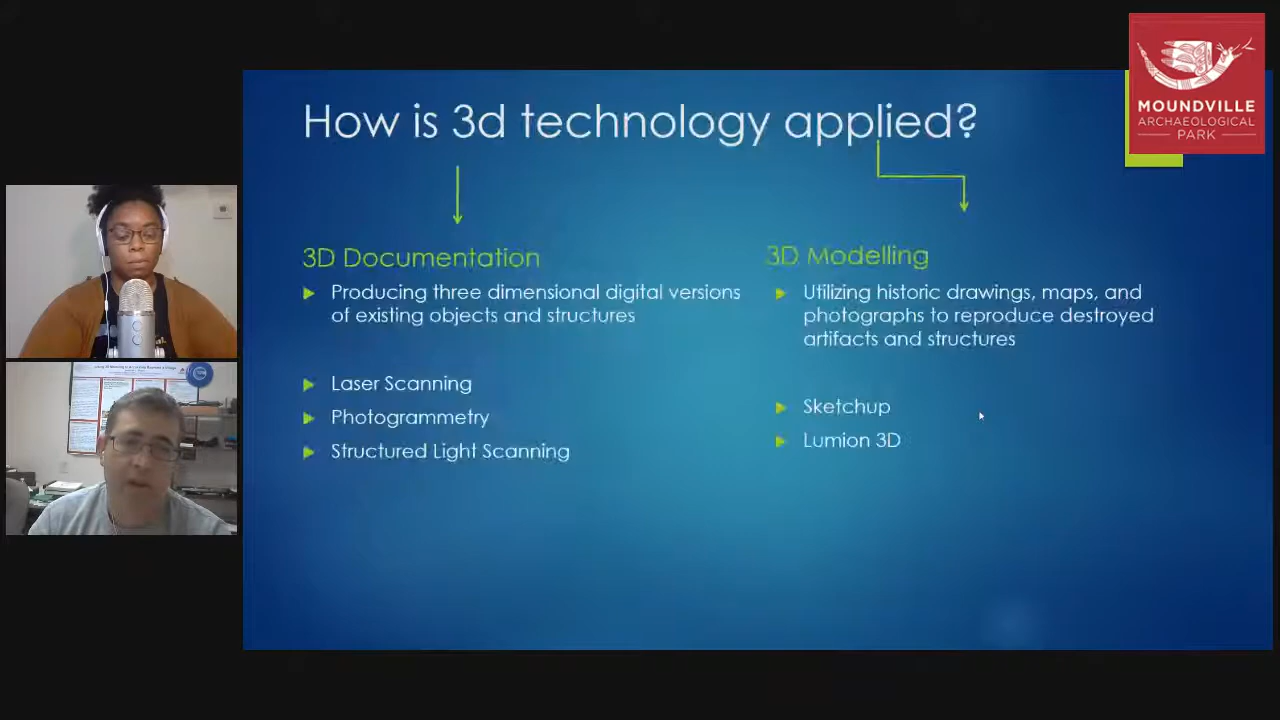 How is 3d technology applied?
MOUNDVILLE
ARCHAEOLOGICAL
PARK
3D Documentation
Producing three dimensional digital versions
of existing objects and structures
Laser Scanning
Photogrammetry
Structured Light Scanning
3D Modelling
Utilizing historic drawings, maps, and
photographs to reproduce destroyed
artifacts and structures
Sketchup
Lumion 3D